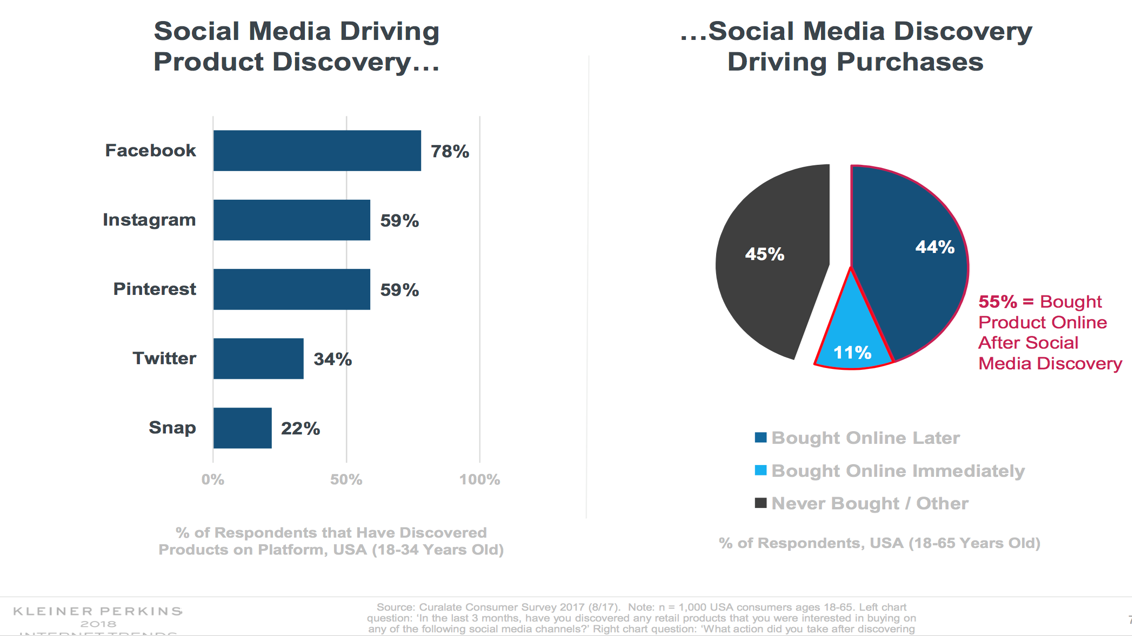 Social Media Driving
Product Discovery…
Facebook
78%
Instagram
59%
Pinterest
59%
Twitter
34%
Snap
22%
0%
50%
100%
% of Respondents that Have Discovered
Products on Platform, USA (18-34 Years Old)
…Social Media Discovery
Driving Purchases
45%
44%
11%
55% = Bought
Product Online
After Social
Media Discovery
Bought Online Later
Bought Online Immediately
Never Bought / Other
% of Respondents, USA (18-65 Years Old)
KLEINER PERKINS
2018
INTERNET TRENDS
Source: Curalate Consumer Survey 2017 (8/17). Note: n = 1,000 USA consumers ages 18-65. Left chart
question: ‘In the last 3 months, have you discovered any retail products that you were interested in buying on
any of the following social media channels?’ Right chart question: ‘What action did you take after discovering